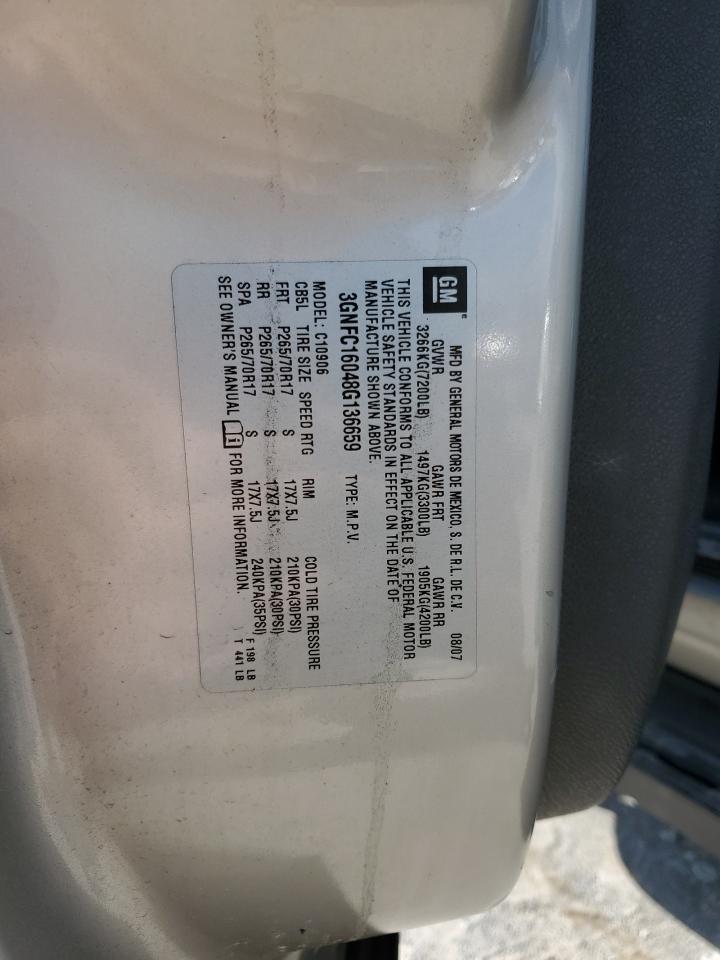 GM
MFD BY GENERAL MOTORS DE MEXICO, S. DE R.L. DE C.V. 08/07
GVWR GAWR FRT GAWR RR
3266KG(7200LB) 1497KG(3300LB) 1905KG(4200LB)
THIS VEHICLE CONFORMS TO ALL APPLICABLE U.S. FEDERAL MOTOR
VEHICLE SAFETY STANDARDS IN EFFECT ON THE DATE OF
MANUFACTURE SHOWN ABOVE.
3GNFC16048G136659 TYPE: M.P.V.
MODEL: C10906
CB5L TIRE SIZE SPEED RTG RIM COLD TIRE PRESSURE
FRT P265/70R17 S 17X7.5J 210KPA(30PSI)
RR P265/70R17 S 17X7.5J 210KPA(30PSI)
SPA P265/70R17 S 17X7.5J 240KPA(35PSI) F 198 LB
SEE OWNER'S MANUAL FOR MORE INFORMATION. T 441 LB